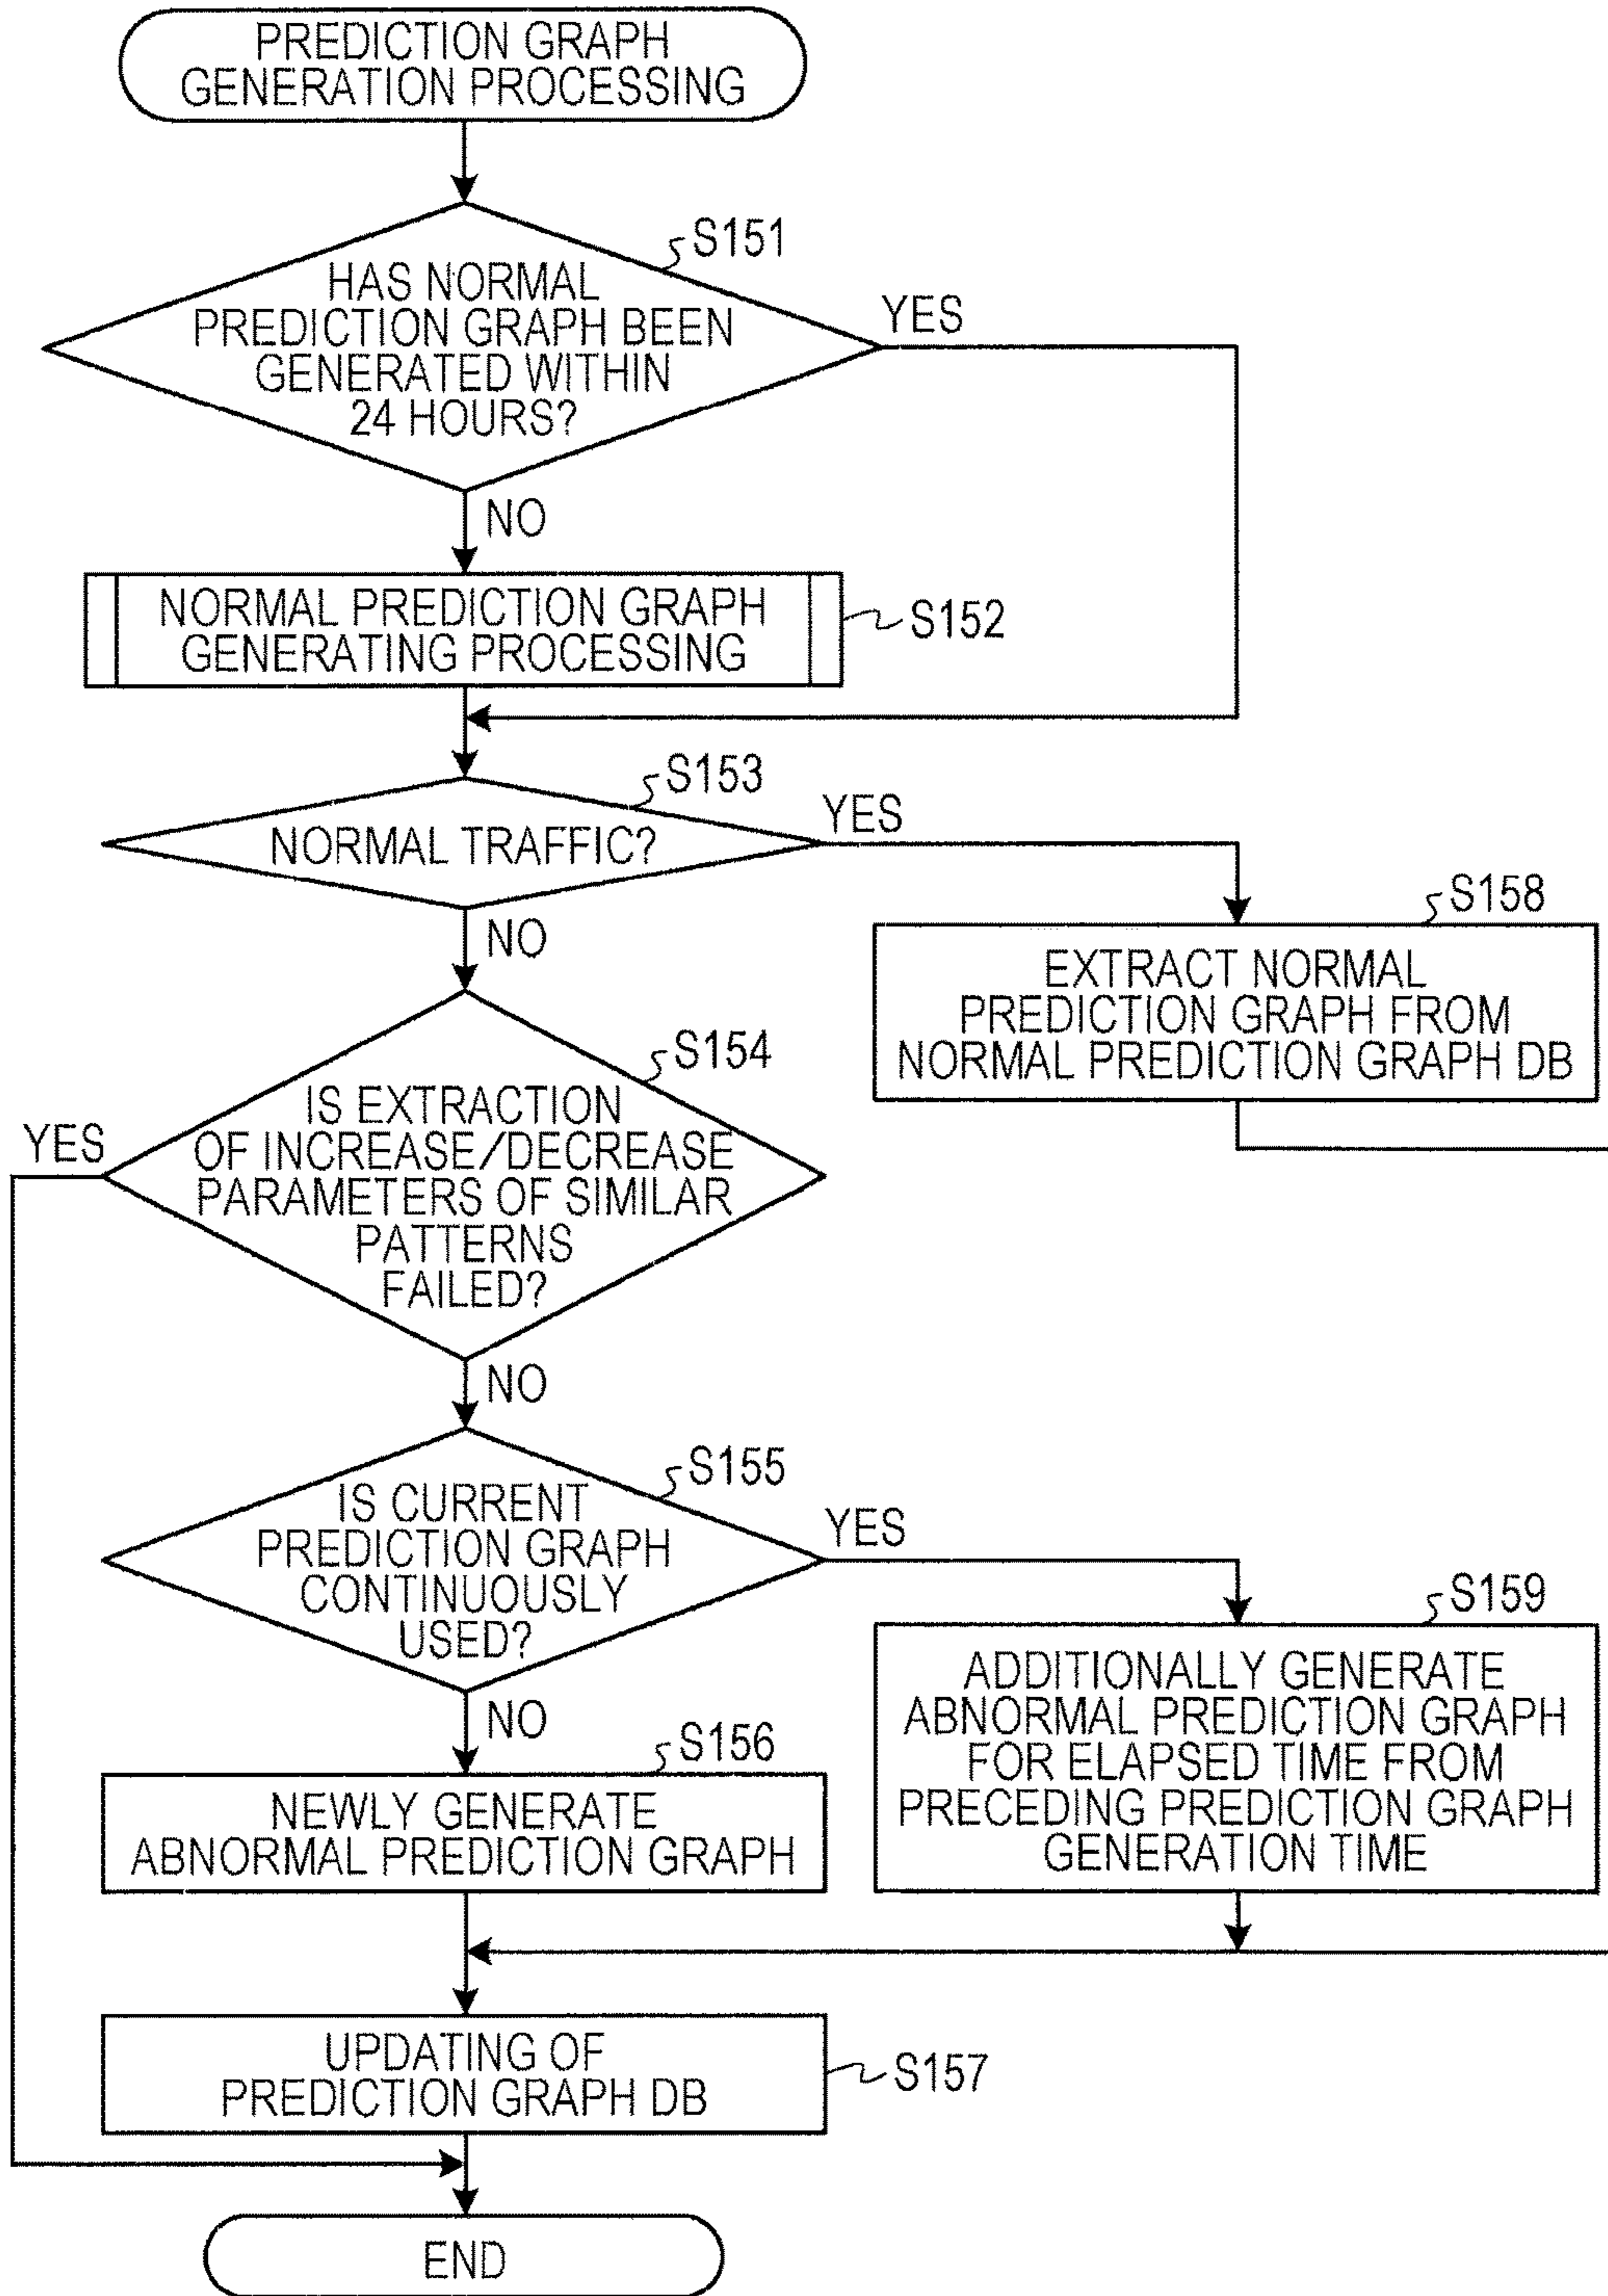 PREDICTION GRAPH
GENERATION PROCESSING
S151
HAS NORMAL
PREDICTION GRAPH BEEN
GENERATED WITHIN
24 HOURS?
YES
NO
NORMAL PREDICTION GRAPH
GENERATING PROCESSING
S152
S153
NORMAL TRAFFIC?
YES
NO
S158
EXTRACT NORMAL
PREDICTION GRAPH FROM
NORMAL PREDICTION GRAPH DB
S154
IS EXTRACTION
OF INCREASE/DECREASE
PARAMETERS OF SIMILAR
PATTERNS
FAILED?
YES
NO
S155
IS CURRENT
PREDICTION GRAPH
CONTINUOUSLY
USED?
YES
NO
S159
ADDITIONALLY GENERATE
ABNORMAL PREDICTION GRAPH
FOR ELAPSED TIME FROM
PRECEDING PREDICTION GRAPH
GENERATION TIME
S156
NEWLY GENERATE
ABNORMAL PREDICTION GRAPH
UPDATING OF
PREDICTION GRAPH DB
S157
END